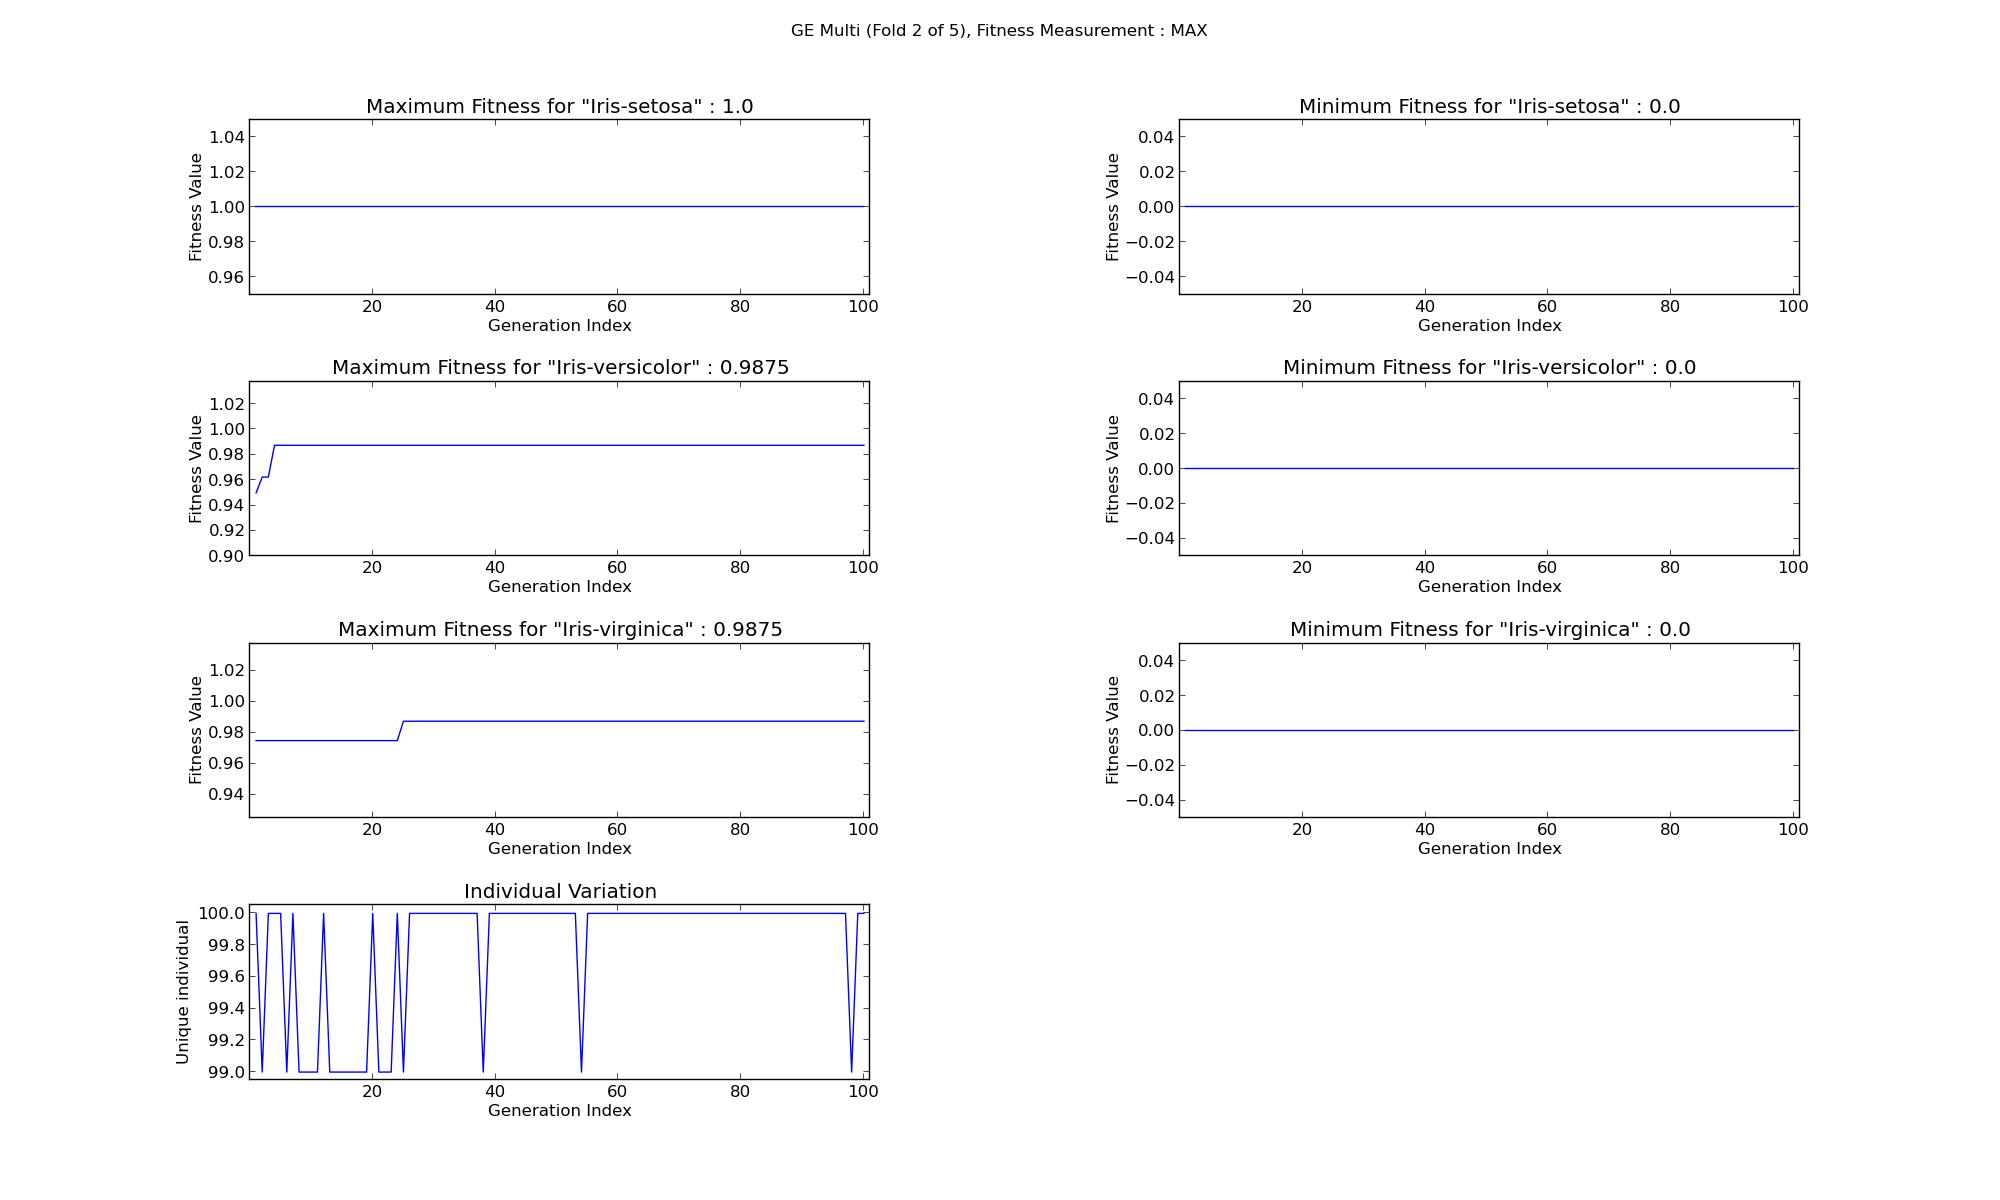 GE Multi (Fold 2 of 5), Fitness Measurement : MAX
Maximum Fitness for "Iris-setosa" : 1.0
Fitness Value
1.04
1.02
1.00
0.98
0.96
20 40 60 80 100
Generation Index
Minimum Fitness for "Iris-setosa" : 0.0
Fitness Value
0.04
0.02
0.00
−0.02
−0.04
20 40 60 80 100
Generation Index
Maximum Fitness for "Iris-versicolor" : 0.9875
Fitness Value
1.02
1.00
0.98
0.96
0.94
0.92
0.90
20 40 60 80 100
Generation Index
Minimum Fitness for "Iris-versicolor" : 0.0
Fitness Value
0.04
0.02
0.00
−0.02
−0.04
20 40 60 80 100
Generation Index
Maximum Fitness for "Iris-virginica" : 0.9875
Fitness Value
1.02
1.00
0.98
0.96
0.94
20 40 60 80 100
Generation Index
Minimum Fitness for "Iris-virginica" : 0.0
Fitness Value
0.04
0.02
0.00
−0.02
−0.04
20 40 60 80 100
Generation Index
Individual Variation
Unique individual
100.0
99.8
99.6
99.4
99.2
99.0
20 40 60 80 100
Generation Index